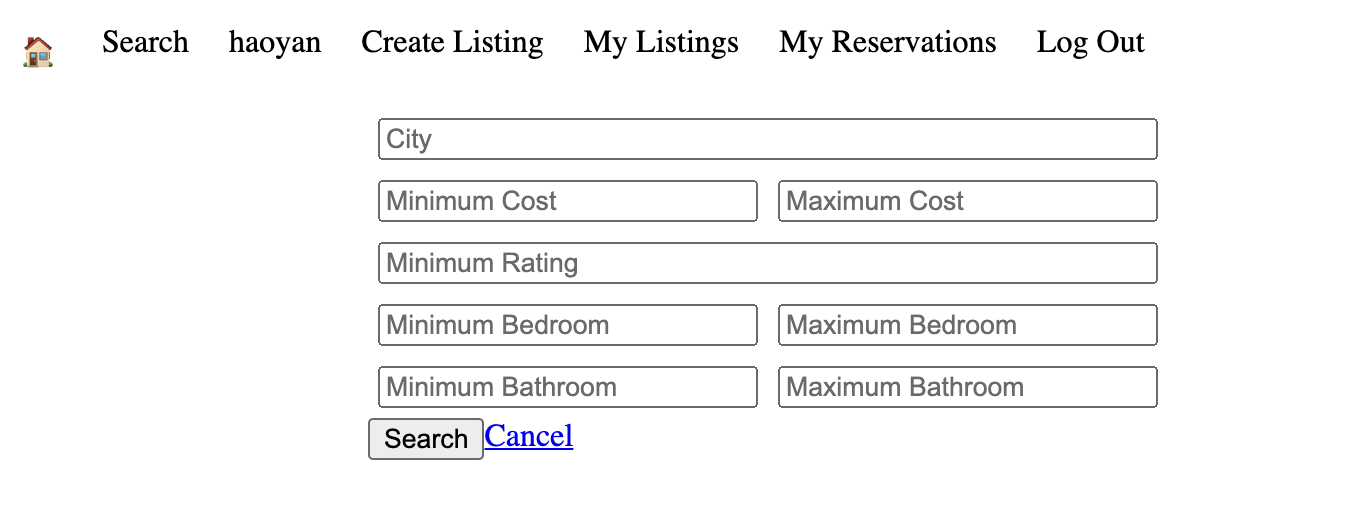 Search haoyan Create Listing My Listings My Reservations Log Out
City
Minimum Cost Maximum Cost
Minimum Rating
Minimum Bedroom Maximum Bedroom
Minimum Bathroom Maximum Bathroom
Search Cancel